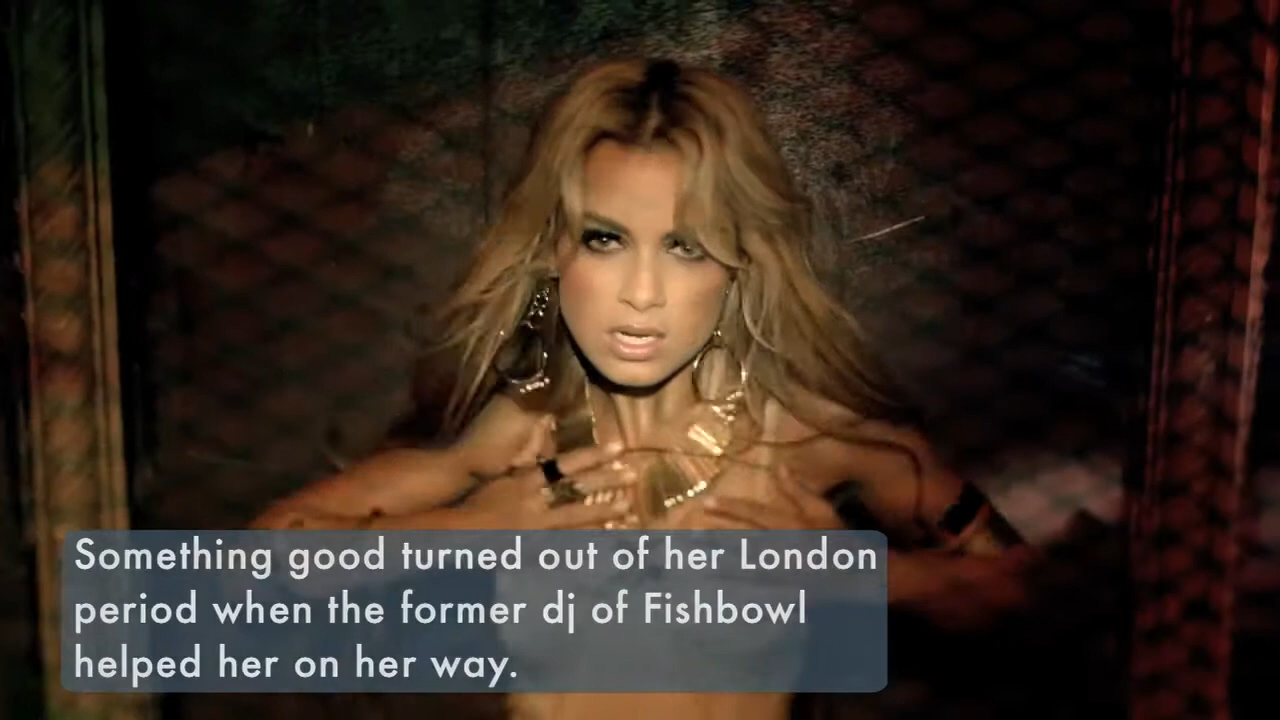 Something good turned out of her London
period when the former dj of Fishbowl
helped her on her way.